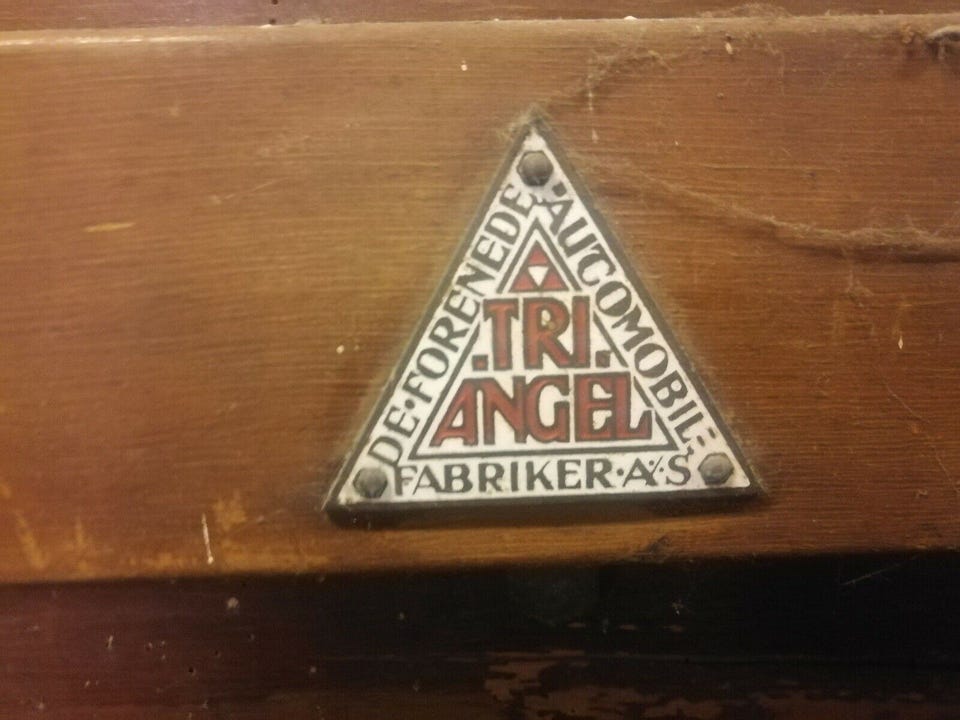 DE·FORENEDE
AUTOMOBIL=
FABRIKER·A/S
.TRI.
ANGEL